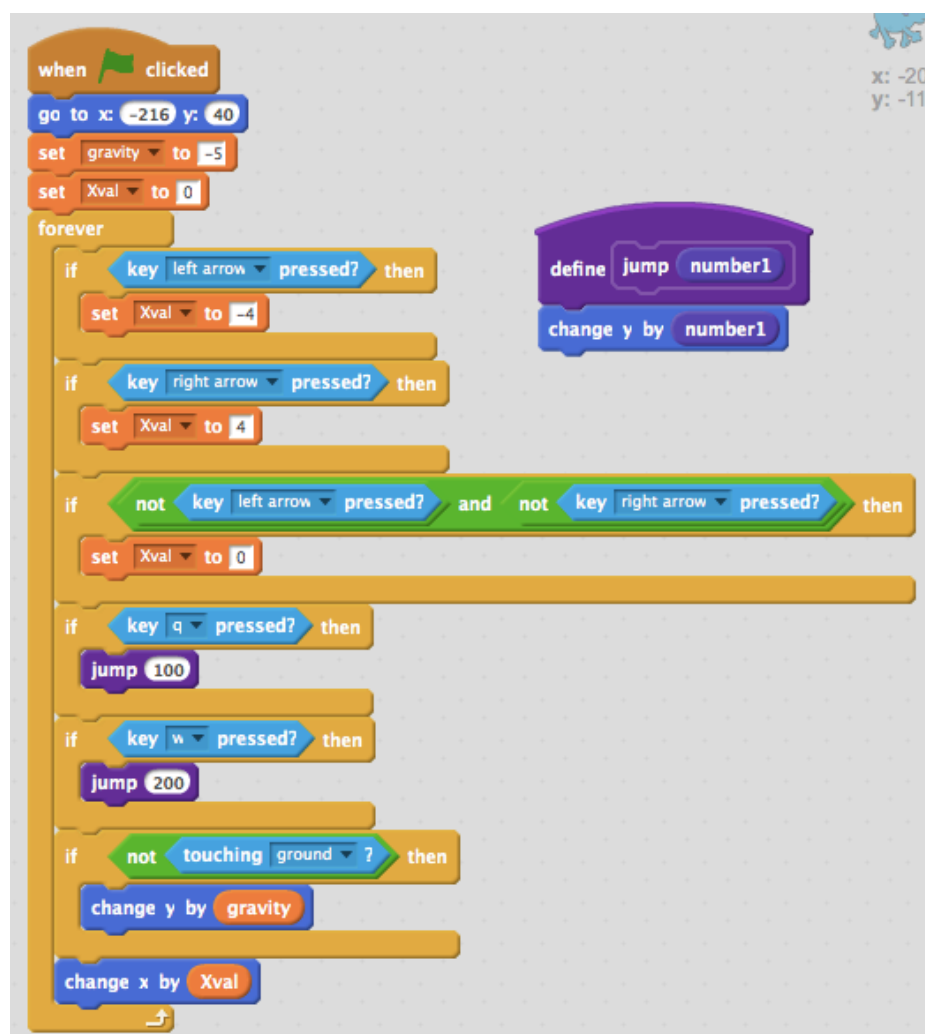 when clicked
go to x: -216 y: 40
set gravity to -5
set Xval to 0
forever
if key left arrow pressed? then
set Xval to -4
if key right arrow pressed? then
set Xval to 4
if not key left arrow pressed? and not key right arrow pressed? then
set Xval to 0
if key q pressed? then
jump 100
if key w pressed? then
jump 200
if not touching ground ? then
change y by gravity
change x by Xval
define jump number1
change y by number1
x: -20
y: -11